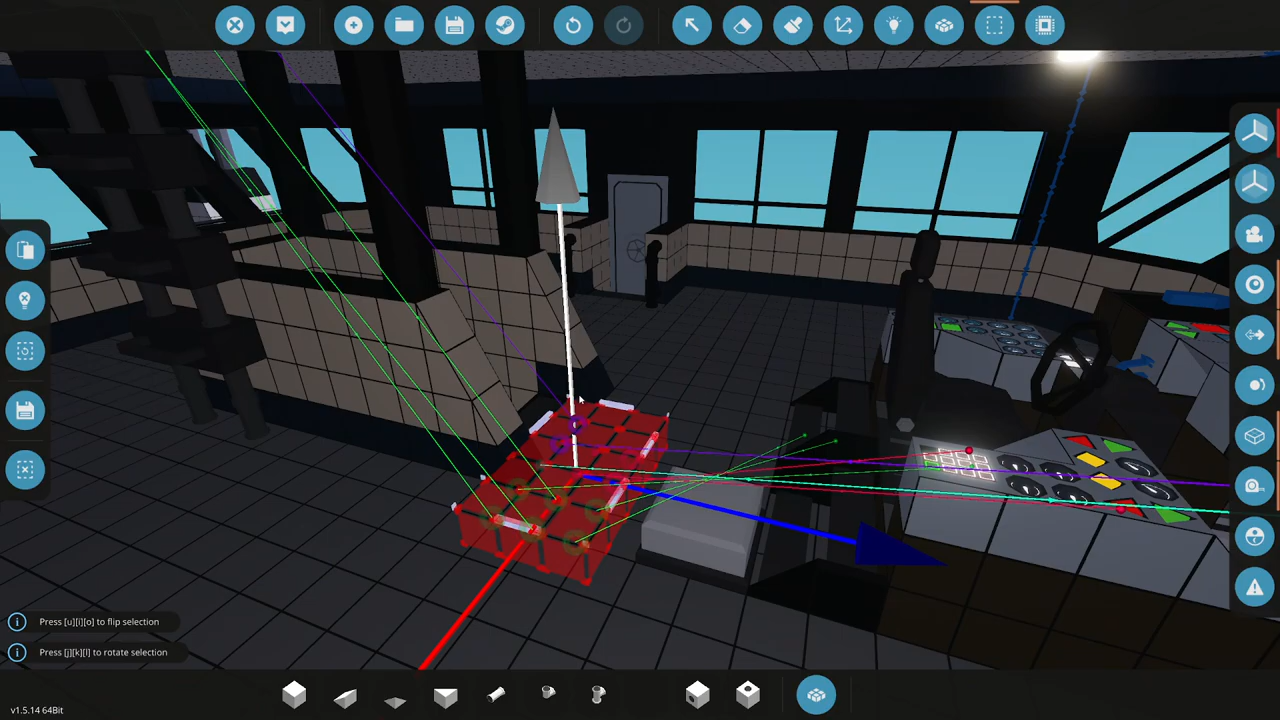 Press [u][i][o] to flip selection
Press [j][k][l] to rotate selection
v1.5.14 64Bit